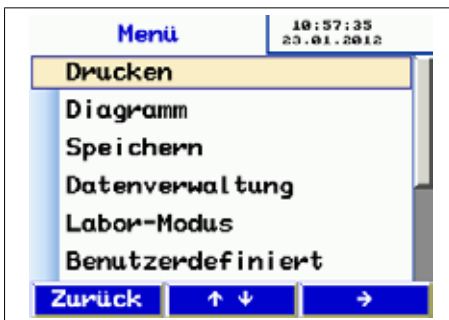 Menü
10:57:35
23.01.2012
Drucken
Diagramm
Speichern
Datenverwaltung
Labor-Modus
Benutzerdefiniert
Zurück ↑ ↓ →